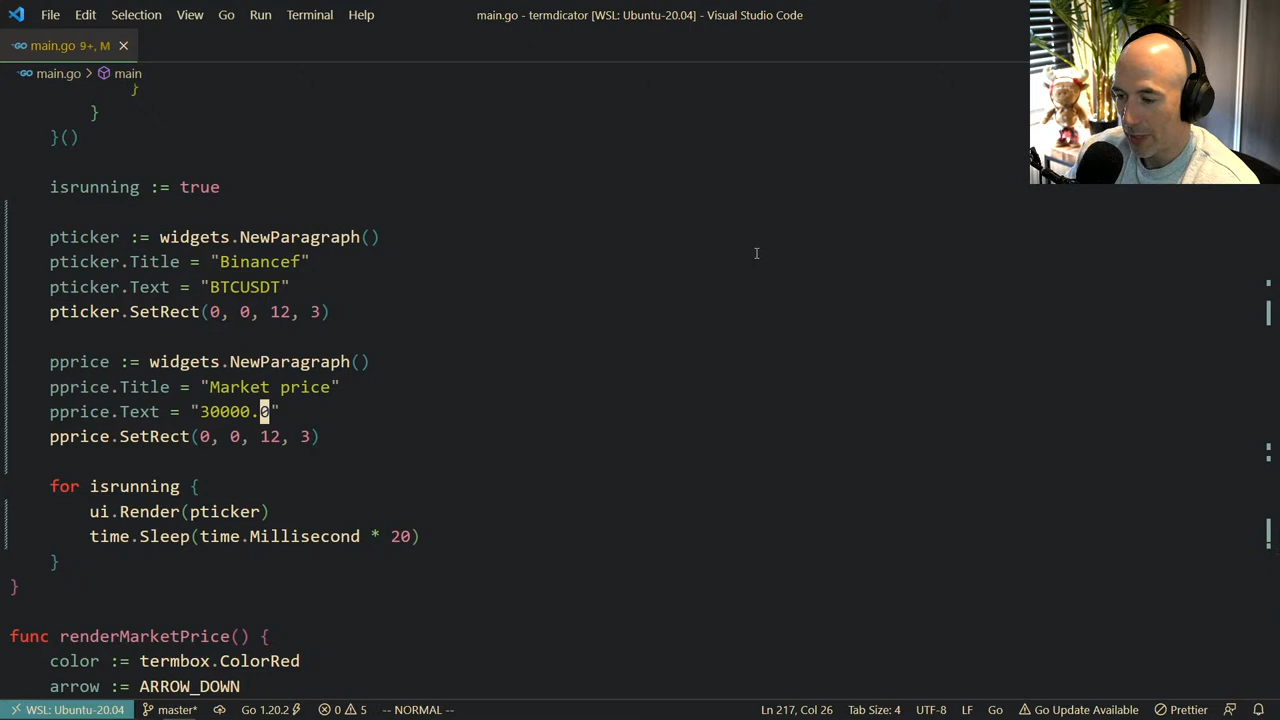 File Edit Selection View Go Run Terminal Help main.go - termdicator [WSL: Ubuntu-20.04] - Visual Studio Code
main.go 9+, M
main.go > main
}
}
}()
isrunning := true
pticker := widgets.NewParagraph()
pticker.Title = "Binancef"
pticker.Text = "BTCUSDT"
pticker.SetRect(0, 0, 12, 3)
pprice := widgets.NewParagraph()
pprice.Title = "Market price"
pprice.Text = "30000.0"
pprice.SetRect(0, 0, 12, 3)
for isrunning {
ui.Render(pticker)
time.Sleep(time.Millisecond * 20)
}
}
func renderMarketPrice() {
color := termbox.ColorRed
arrow := ARROW_DOWN
WSL: Ubuntu-20.04 master* Go 1.20.2 0 5 -- NORMAL -- Ln 217, Col 26 Tab Size: 4 UTF-8 LF Go Go Update Available Prettier